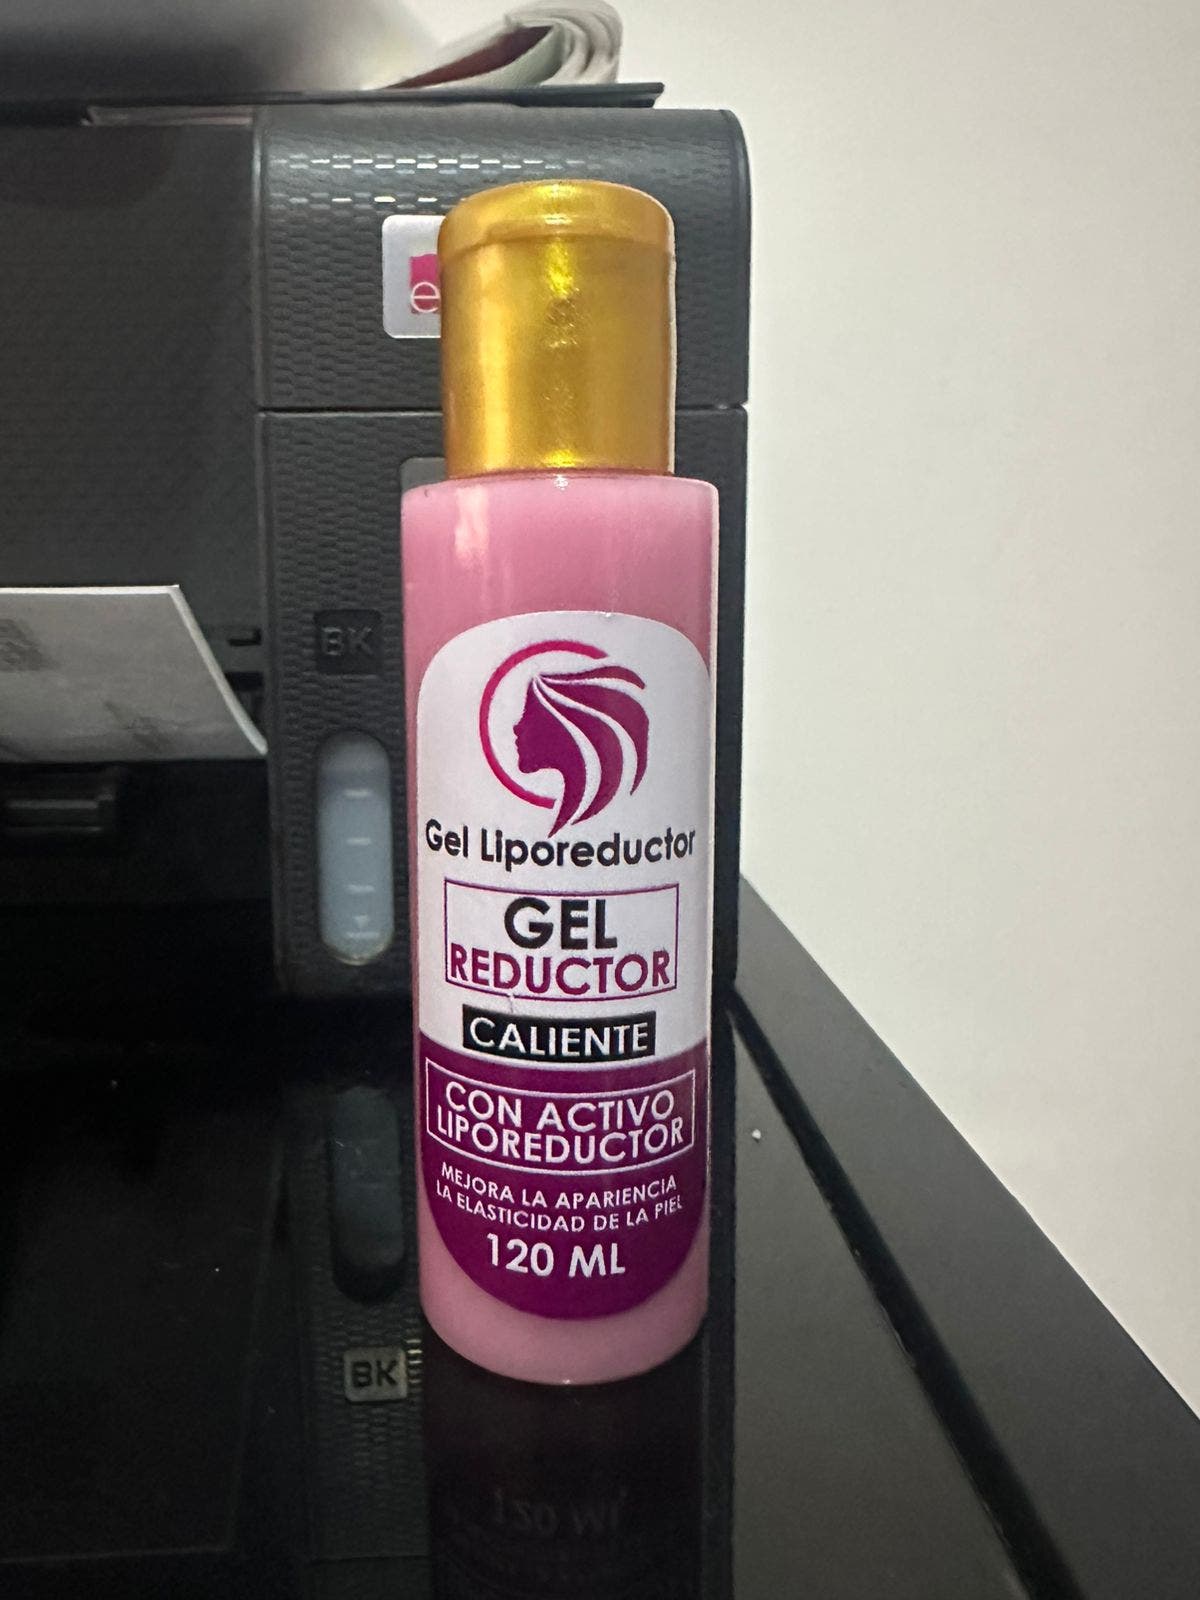 e
BK
Gel Liporeductor
GEL
REDUCTOR
CALIENTE
CON ACTIVO
LIPOREDUCTOR
MEJORA LA APARIENCIA
LA ELASTICIDAD DE LA PIEL
120 ML
BK